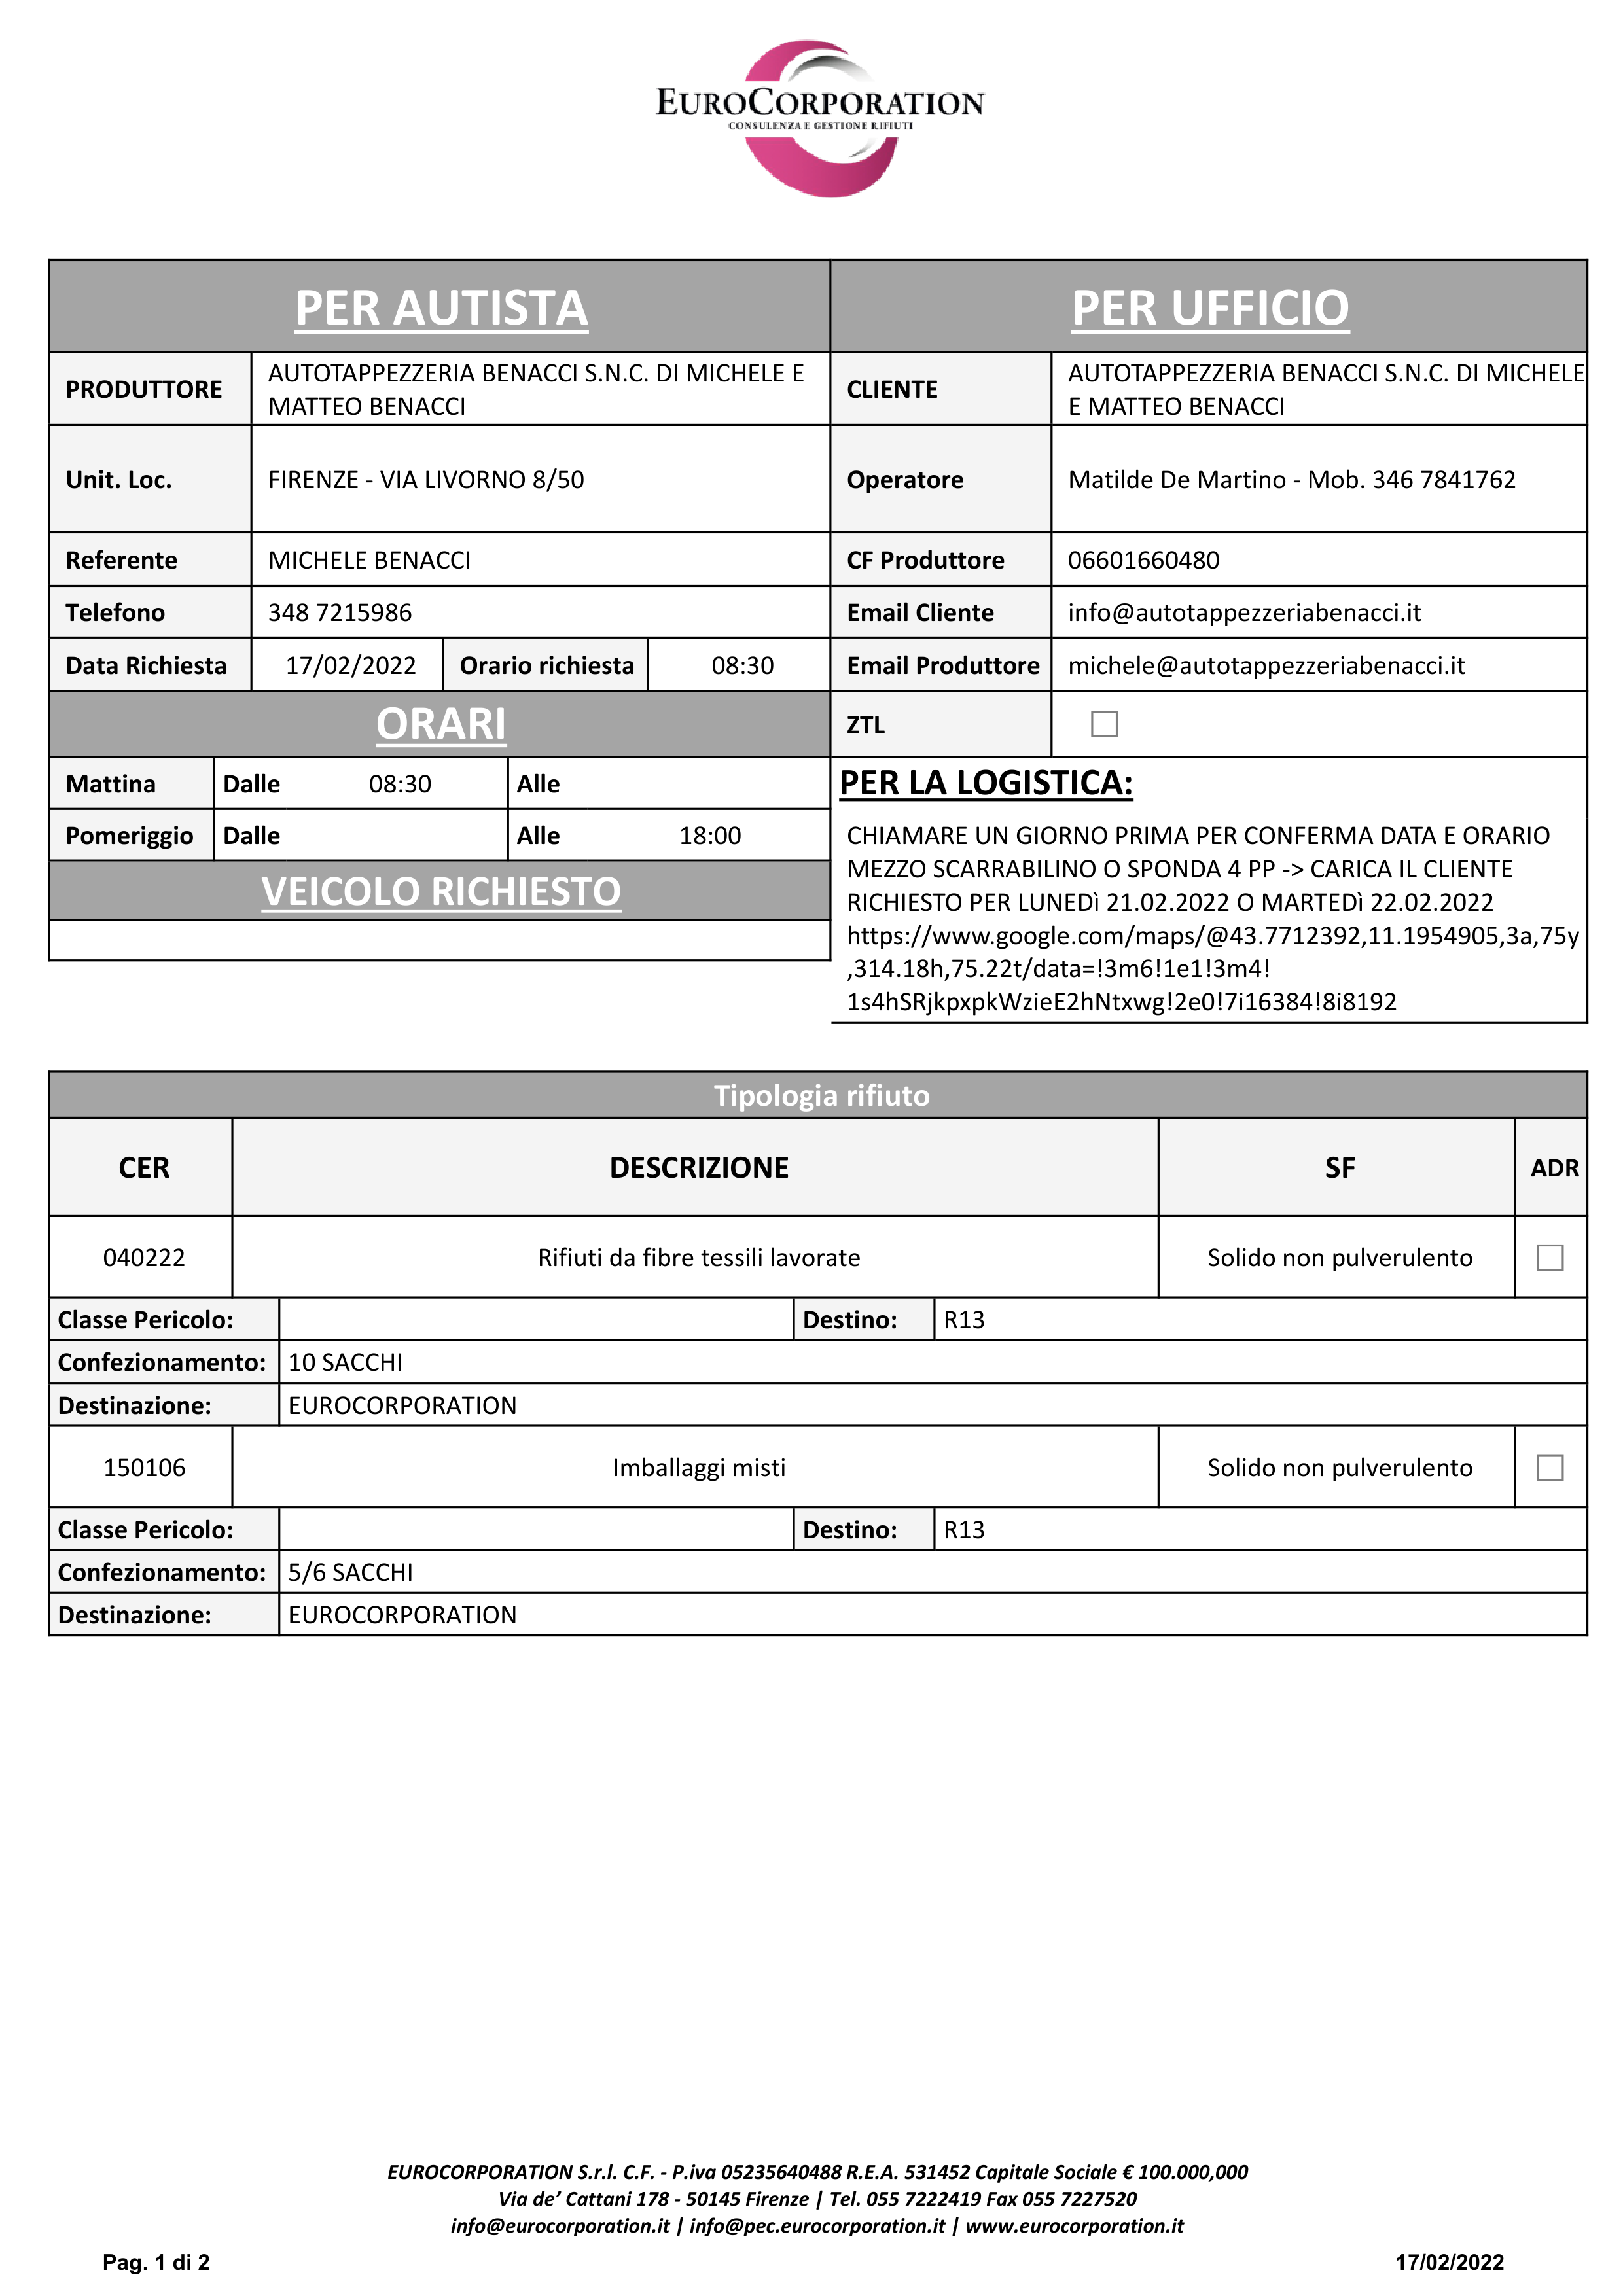 EUROCORPORATION
CONSULENZA E GESTIONE RIFIUTI
PER AUTISTA
PRODUTTORE AUTOTAPPEZZERIA BENACCI S.N.C. DI MICHELE E
MATTEO BENACCI
Unit. Loc. FIRENZE - VIA LIVORNO 8/50
Referente MICHELE BENACCI
Telefono 348 7215986
Data Richiesta 17/02/2022 Orario richiesta 08:30
ORARI
Mattina Dalle 08:30 Alle
Pomeriggio Dalle Alle 18:00
VEICOLO RICHIESTO
PER UFFICIO
CLIENTE AUTOTAPPEZZERIA BENACCI S.N.C. DI MICHELE
E MATTEO BENACCI
Operatore Matilde De Martino - Mob. 346 7841762
CF Produttore 06601660480
Email Cliente info@autotappezzeriabenacci.it
Email Produttore michele@autotappezzeriabenacci.it
ZTL
PER LA LOGISTICA:
CHIAMARE UN GIORNO PRIMA PER CONFERMA DATA E ORARIO
MEZZO SCARRABILINO O SPONDA 4 PP -> CARICA IL CLIENTE
RICHIESTO PER LUNEDì 21.02.2022 O MARTEDì 22.02.2022
https://www.google.com/maps/@43.7712392,11.1954905,3a,75y
,314.18h,75.22t/data=!3m6!1e1!3m4!
1s4hSRjkpxpkWzieE2hNtxwg!2e0!7i16384!8i8192
Tipologia rifiuto
CER DESCRIZIONE SF ADR
040222 Rifiuti da fibre tessili lavorate Solido non pulverulento
Classe Pericolo: Destino: R13
Confezionamento: 10 SACCHI
Destinazione: EUROCORPORATION
150106 Imballaggi misti Solido non pulverulento
Classe Pericolo: Destino: R13
Confezionamento: 5/6 SACCHI
Destinazione: EUROCORPORATION
EUROCORPORATION S.r.l. C.F. - P.iva 05235640488 R.E.A. 531452 Capitale Sociale € 100.000,000
Via de’ Cattani 178 - 50145 Firenze | Tel. 055 7222419 Fax 055 7227520
info@eurocorporation.it | info@pec.eurocorporation.it | www.eurocorporation.it
Pag. 1 di 2 17/02/2022